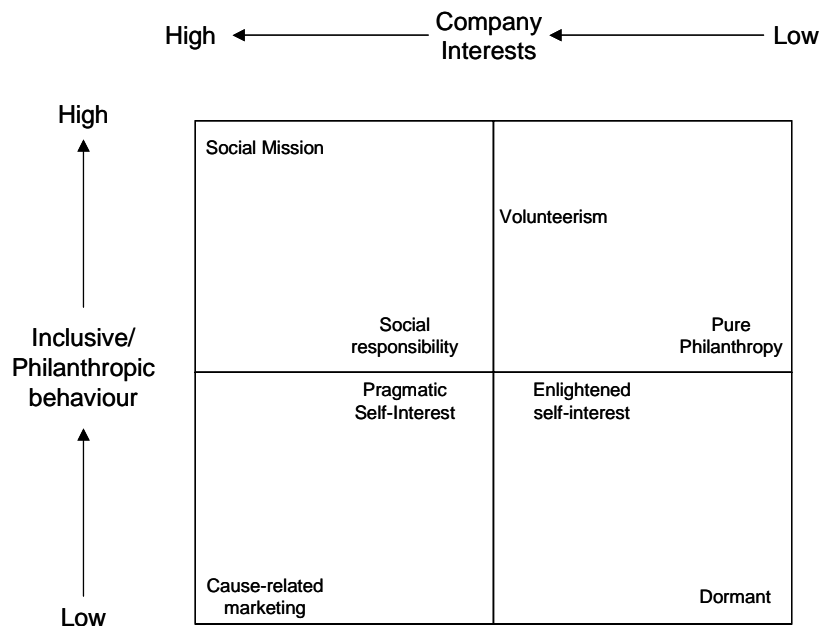 High
Company
Interests
Low
High
Social Mission
Volunteerism
Social
responsibility
Pure
Philanthropy
Inclusive/
Philanthropic
behaviour
Pragmatic
Self-Interest
Enlightened
self-interest
Cause-related
marketing
Dormant
Low